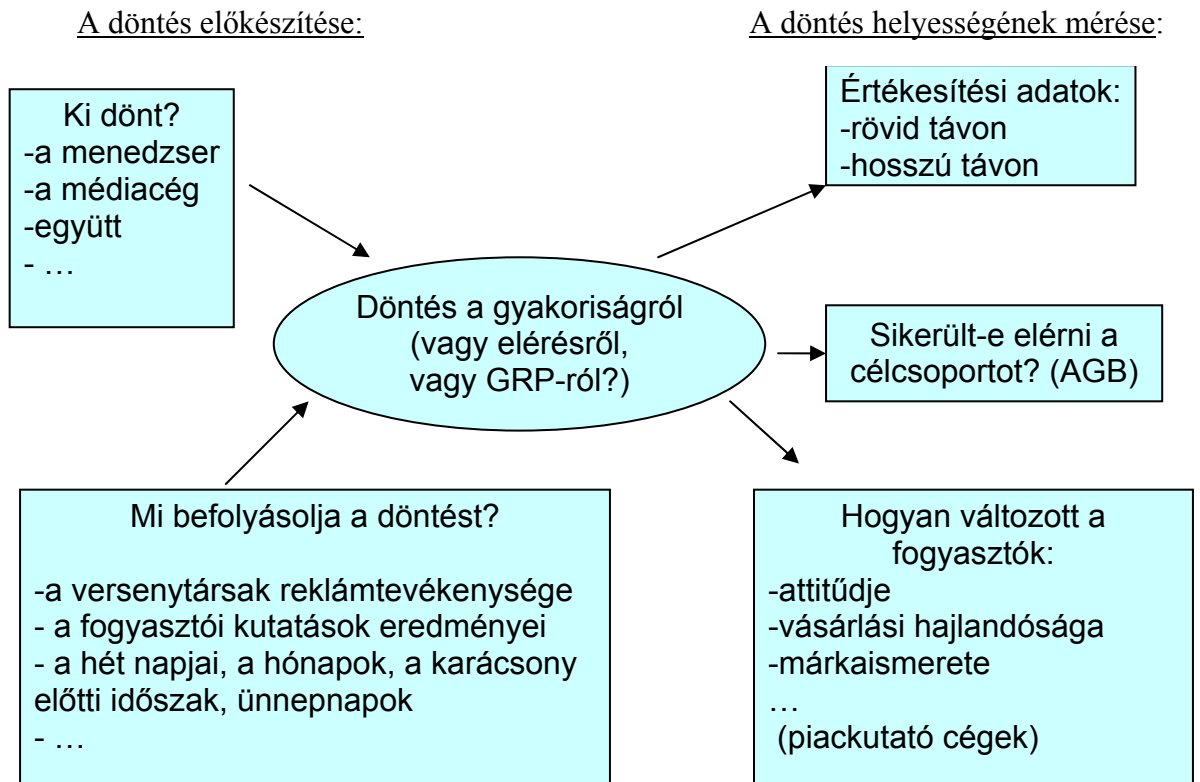 A döntés előkészítése:
A döntés helyességének mérése:
Ki dönt?
-a menedzser
-a médiacég
-együtt
- …
Értékesítési adatok:
-rövid távon
-hosszú távon
Döntés a gyakoriságról
(vagy elérésről,
vagy GRP-ról?)
Sikerült-e elérni a
célcsoportot? (AGB)
Mi befolyásolja a döntést?
-a versenytársak reklámtevékenysége
- a fogyasztói kutatások eredményei
- a hét napjai, a hónapok, a karácsony
előtti időszak, ünnepnapok
- …
Hogyan változott a
fogyasztók:
-attitűdje
-vásárlási hajlandósága
-márkaismerete
…
(piackutató cégek)